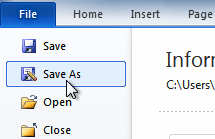 File Home Insert Page
Save
Save As
Open
Close
Inform
C:\Users\